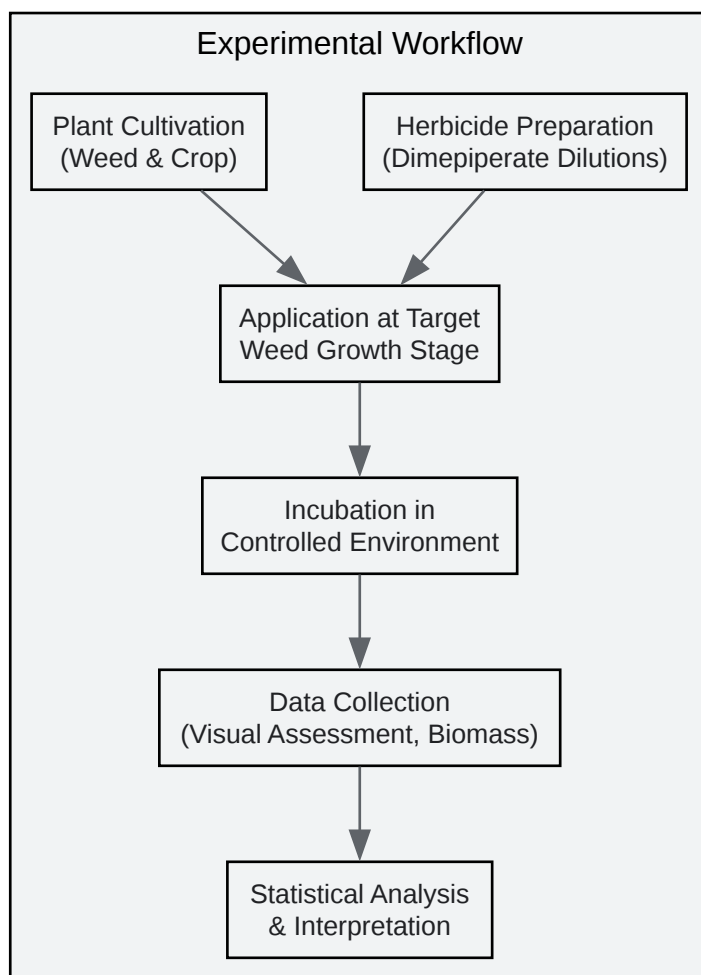 Experimental Workflow
Plant Cultivation
(Weed & Crop)
Herbicide Preparation
(Dimepiperate Dilutions)
Application at Target
Weed Growth Stage
Incubation in
Controlled Environment
Data Collection
(Visual Assessment, Biomass)
Statistical Analysis
& Interpretation